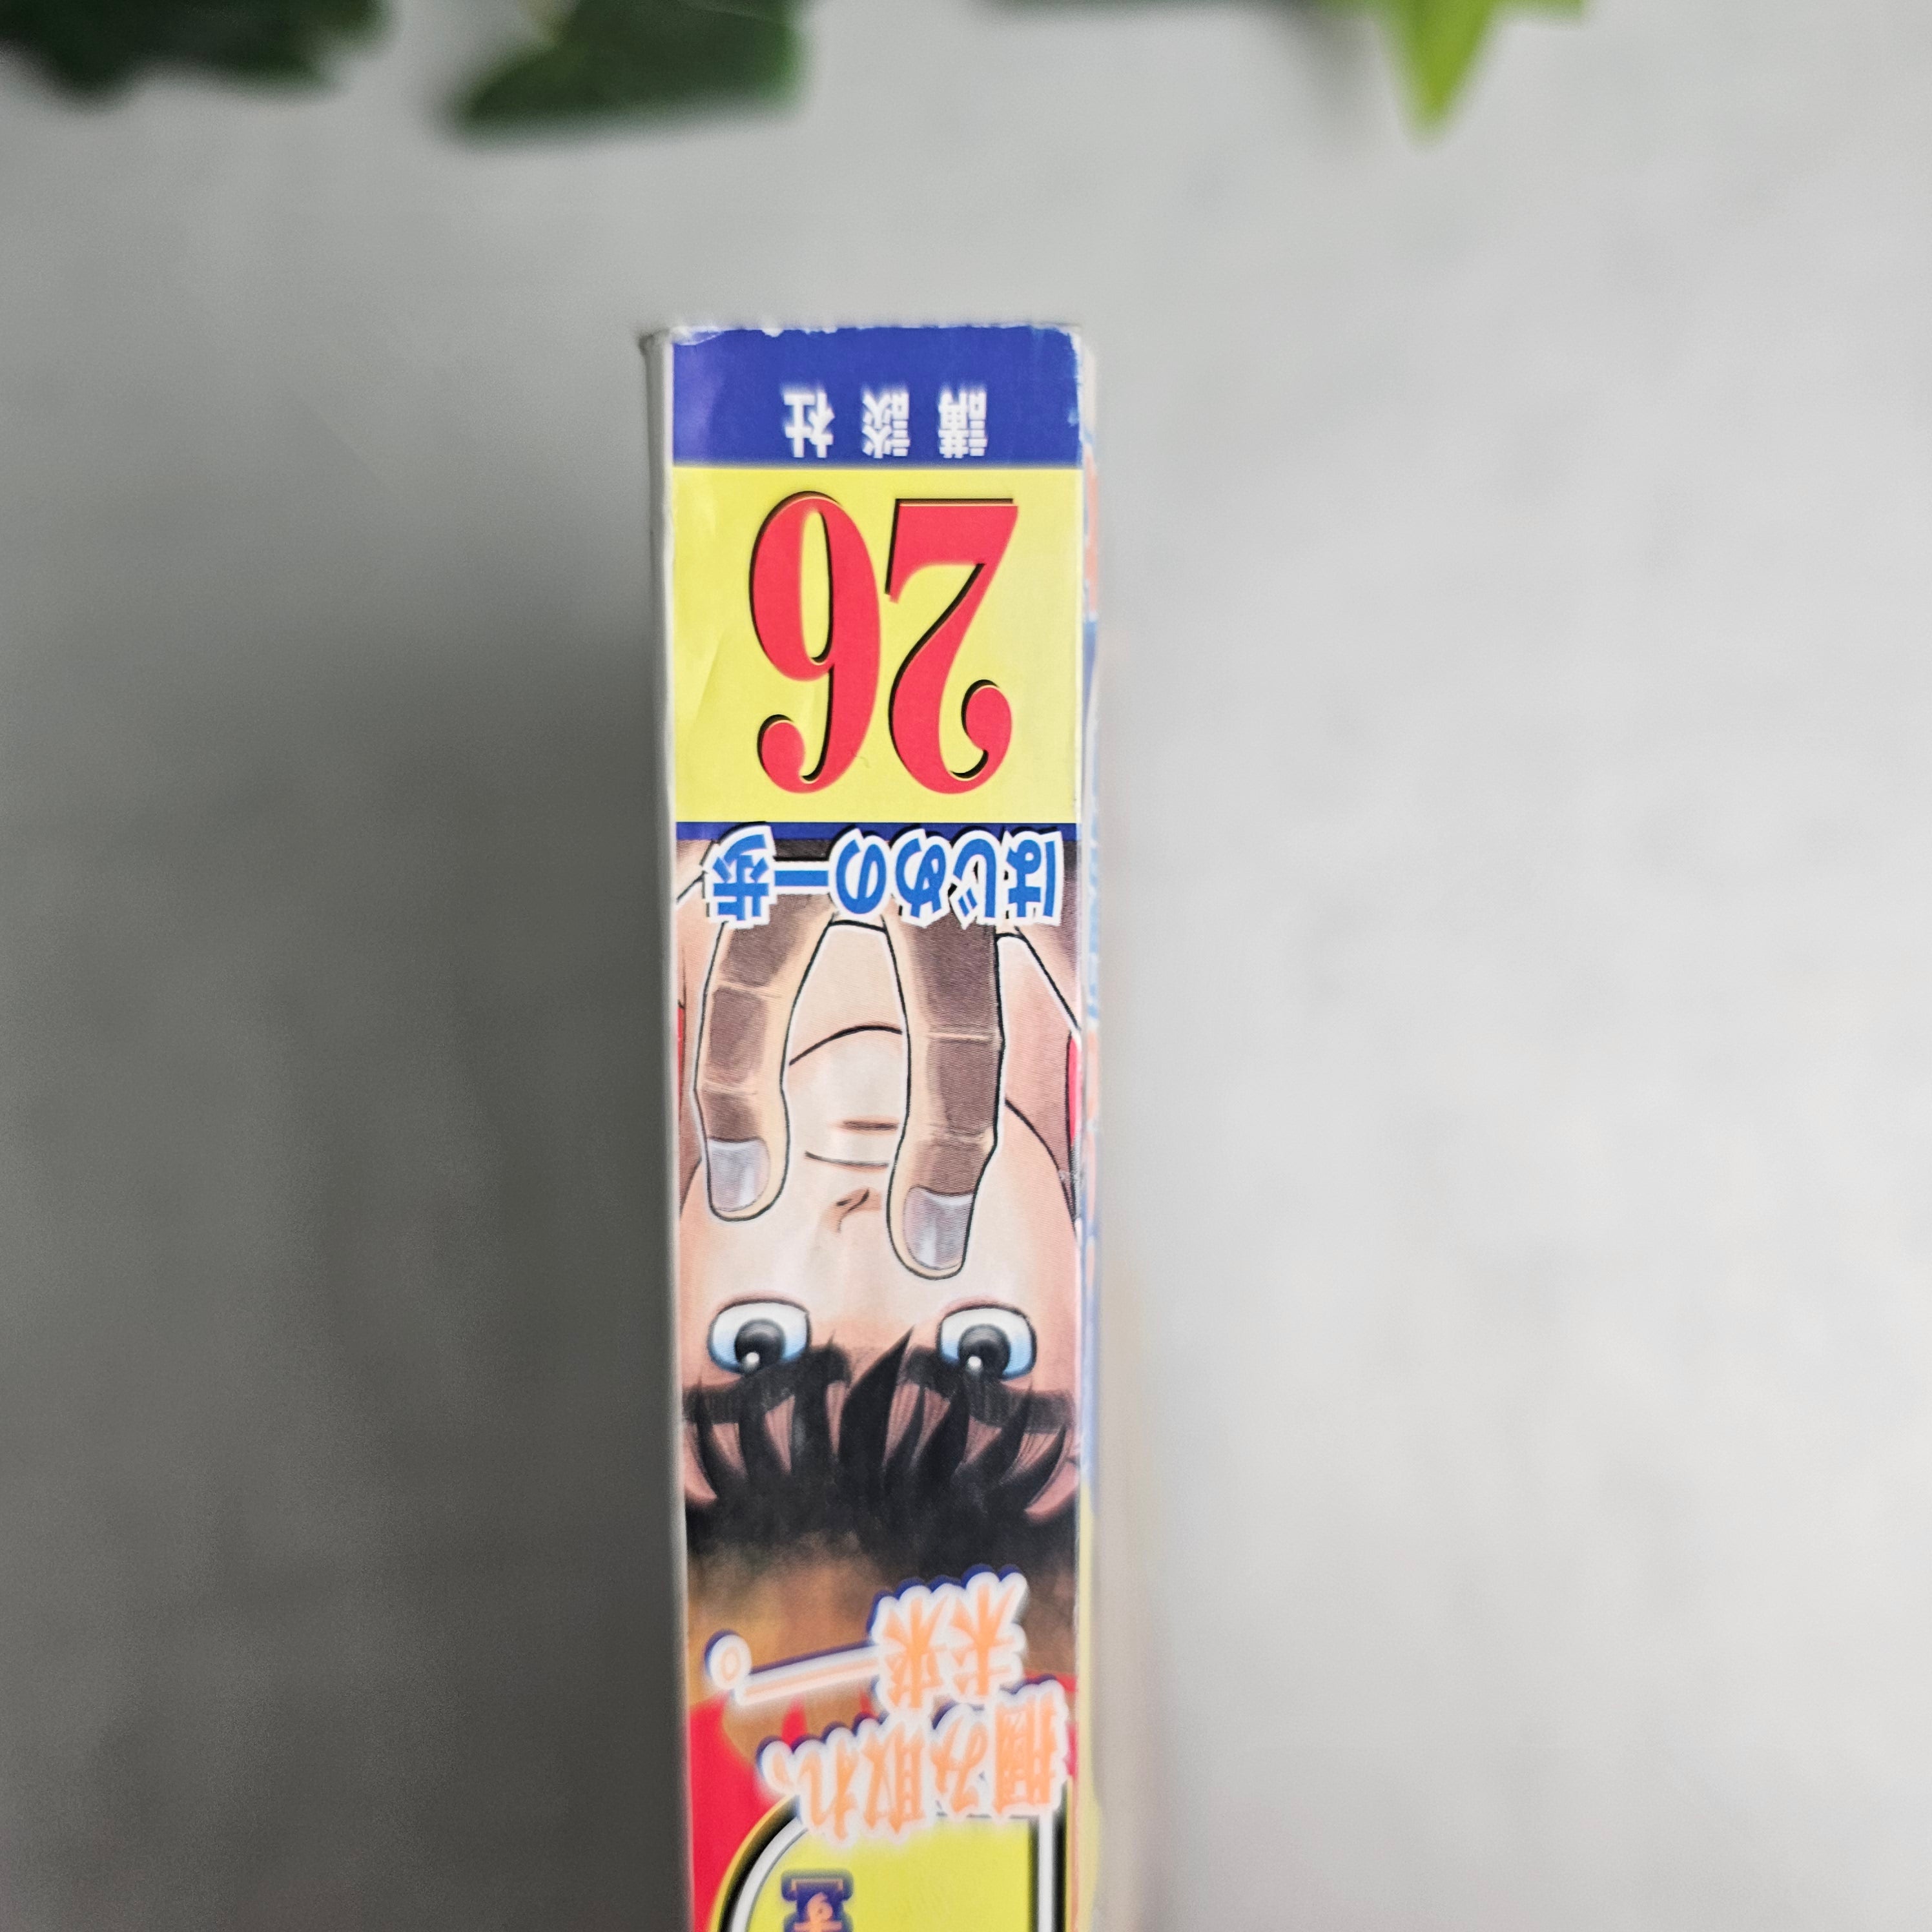 掴み取れ、
未来―。
はじめの一歩
26
講談社